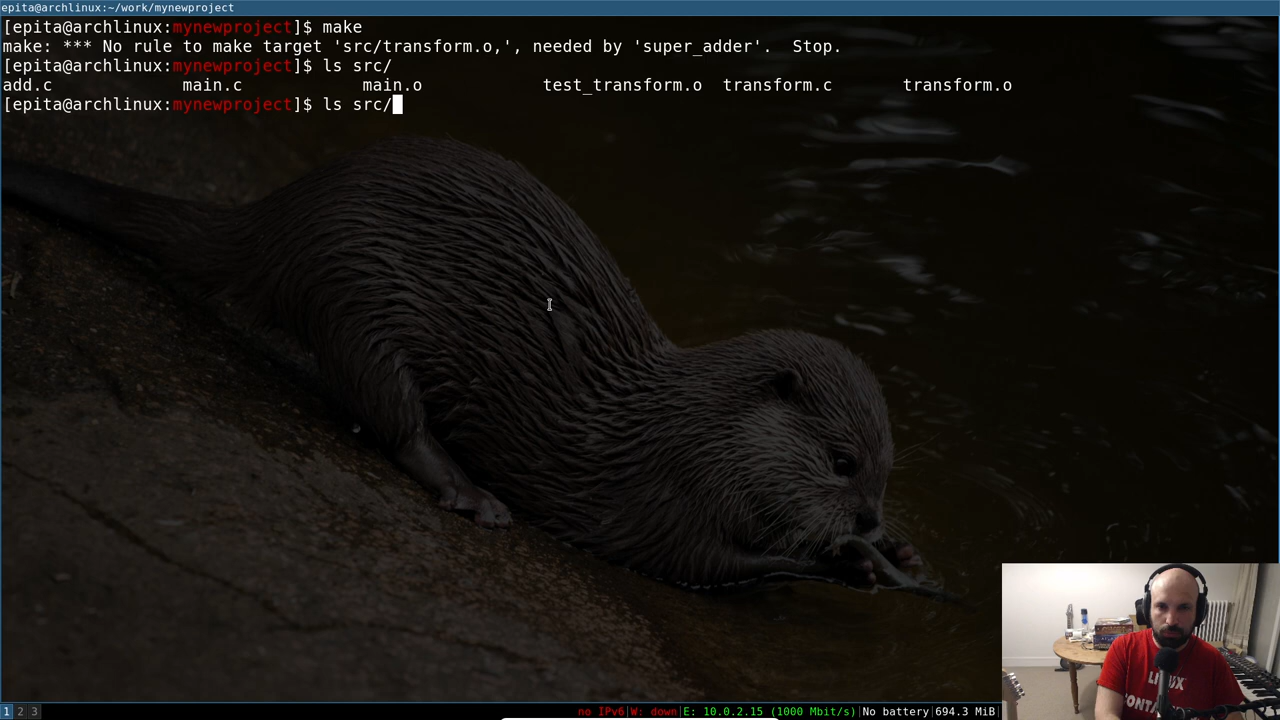 epita@archlinux:~/work/mynewproject
[epita@archlinux:mynewproject]$ make
make: *** No rule to make target 'src/transform.o,', needed by 'super_adder'.  Stop.
[epita@archlinux:mynewproject]$ ls src/
add.c main.c main.o test_transform.o transform.c transform.o
[epita@archlinux:mynewproject]$ ls src/
LINUX
1 2 3
no IPv6|W: down|E: 10.0.2.15 (1000 Mbit/s)|No battery|694.3 MiB